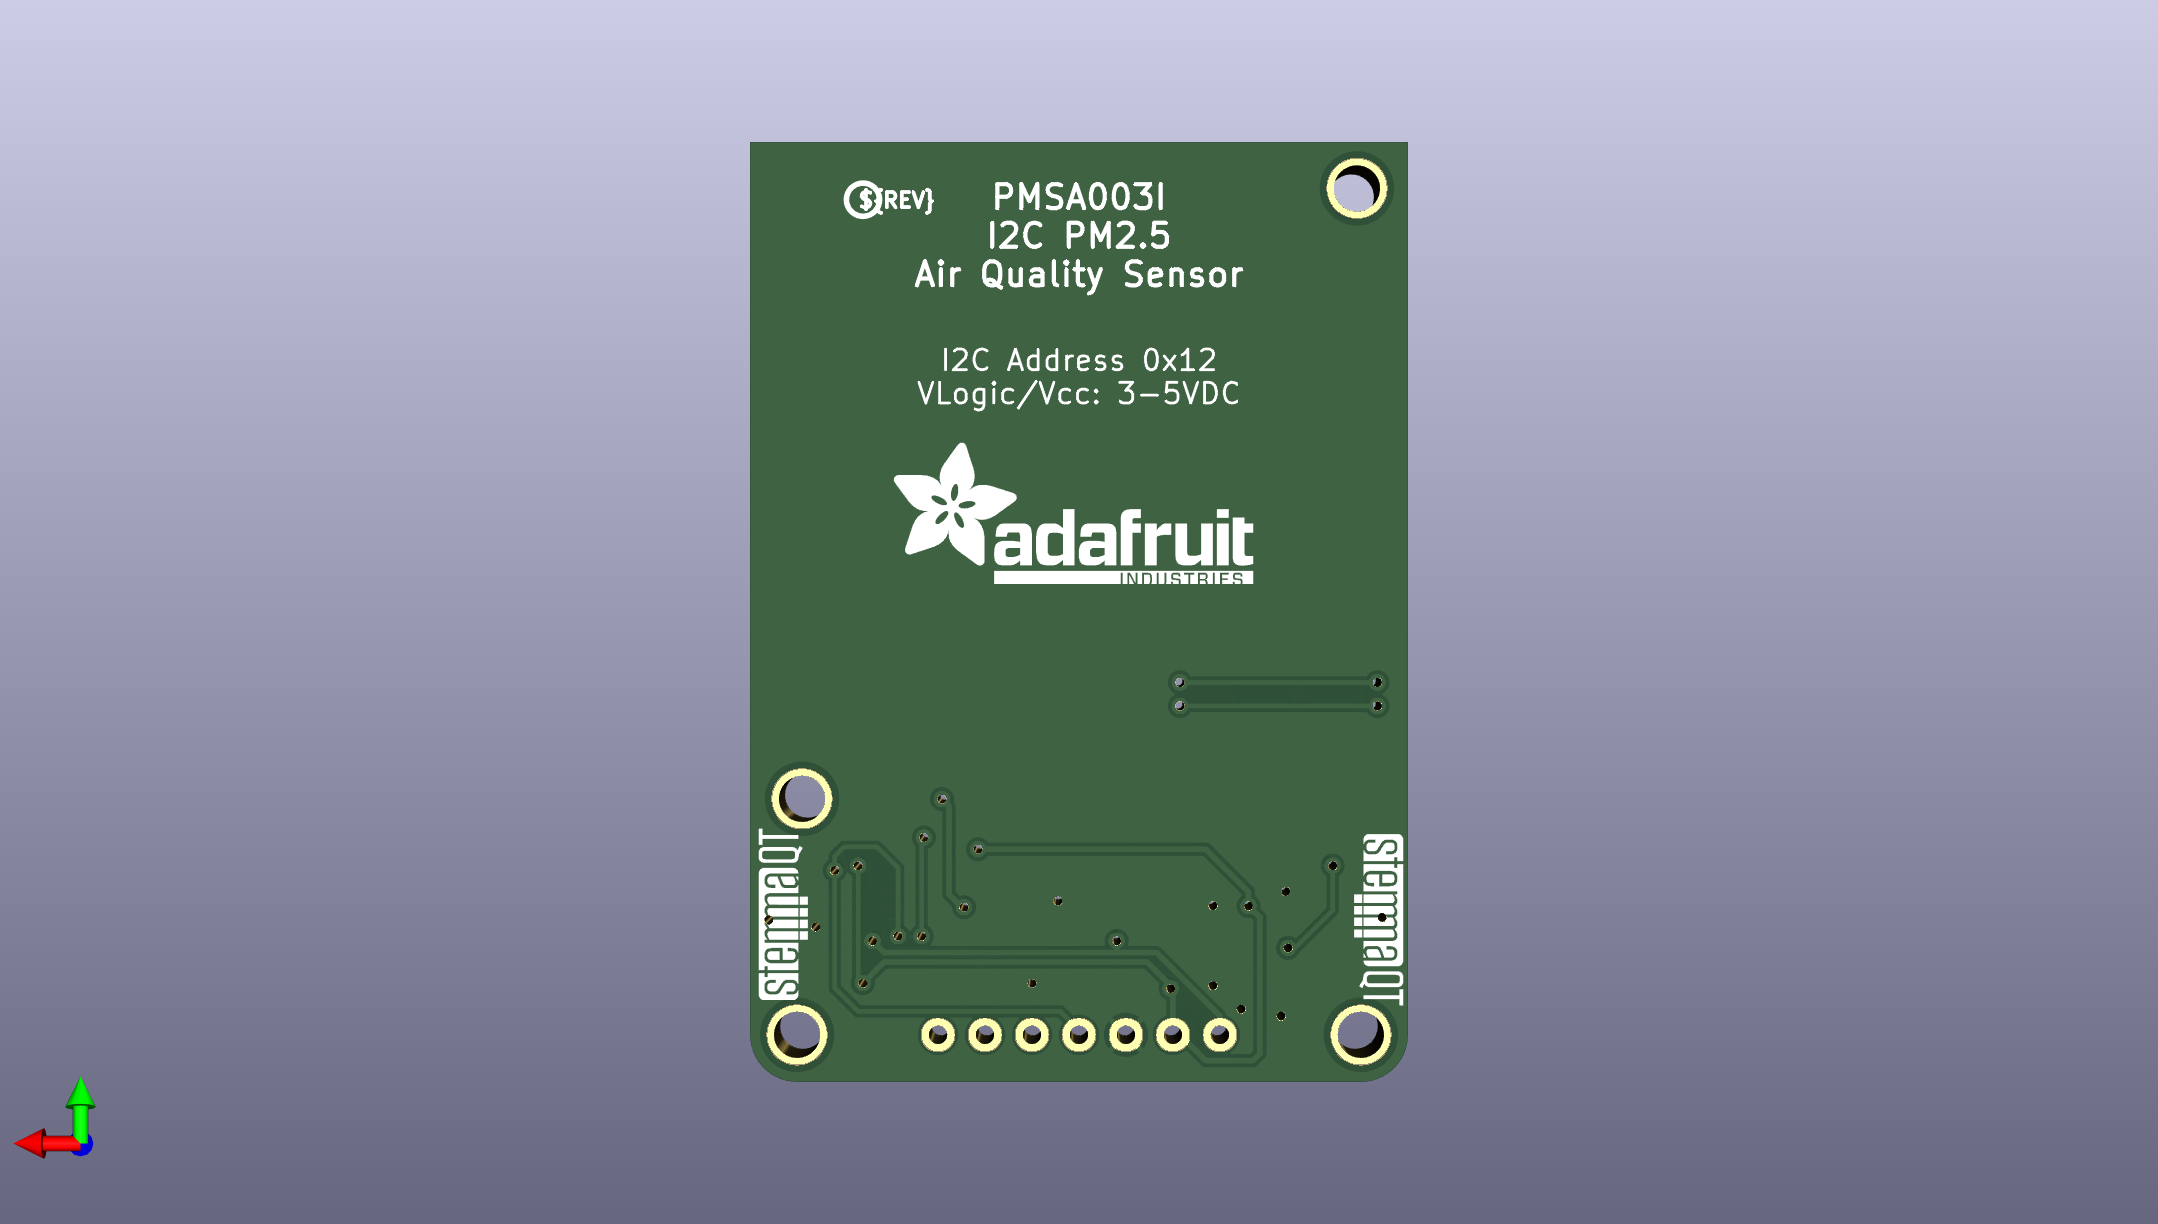 ${REV}
PMSA003I
I2C PM2.5
Air Quality Sensor
I2C Address 0x12
VLogic/Vcc: 3-5VDC
adafruit
INDUSTRIES
stemmaQT
stemmaQT